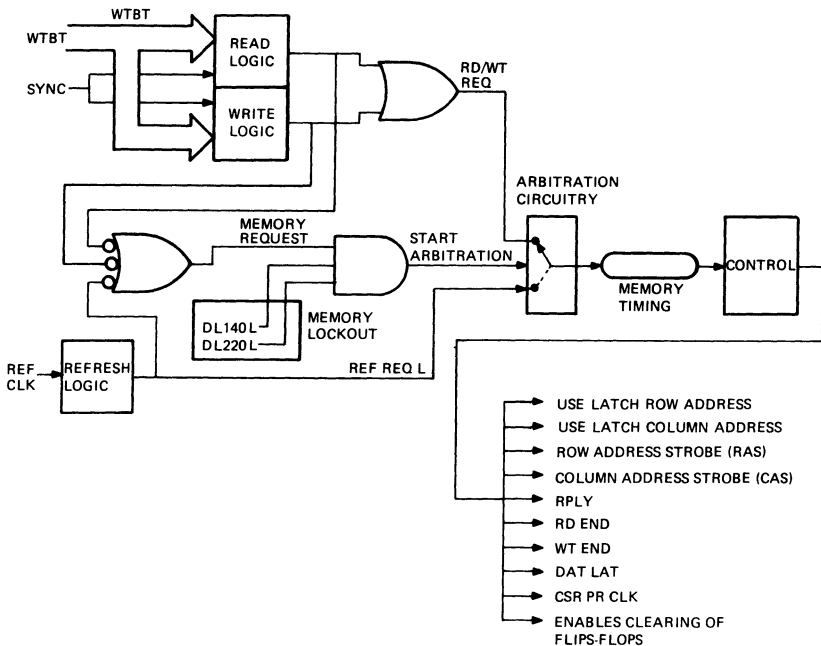 WTBT
WTBT
SYNC
READ
LOGIC
WRITE
LOGIC
RD/WT
REQ
ARBITRATION
CIRCUITRY
MEMORY
REQUEST
START
ARBITRATION
MEMORY
LOCKOUT
DL140L
DL220L
MEMORY
TIMING
CONTROL
REF
CLK
REFRESH
LOGIC
REF REQ L
USE LATCH ROW ADDRESS
USE LATCH COLUMN ADDRESS
ROW ADDRESS STROBE (RAS)
COLUMN ADDRESS STROBE (CAS)
RPLY
RD END
WT END
DAT LAT
CSR PR CLK
ENABLES CLEARING OF
FLIPS-FLOPS